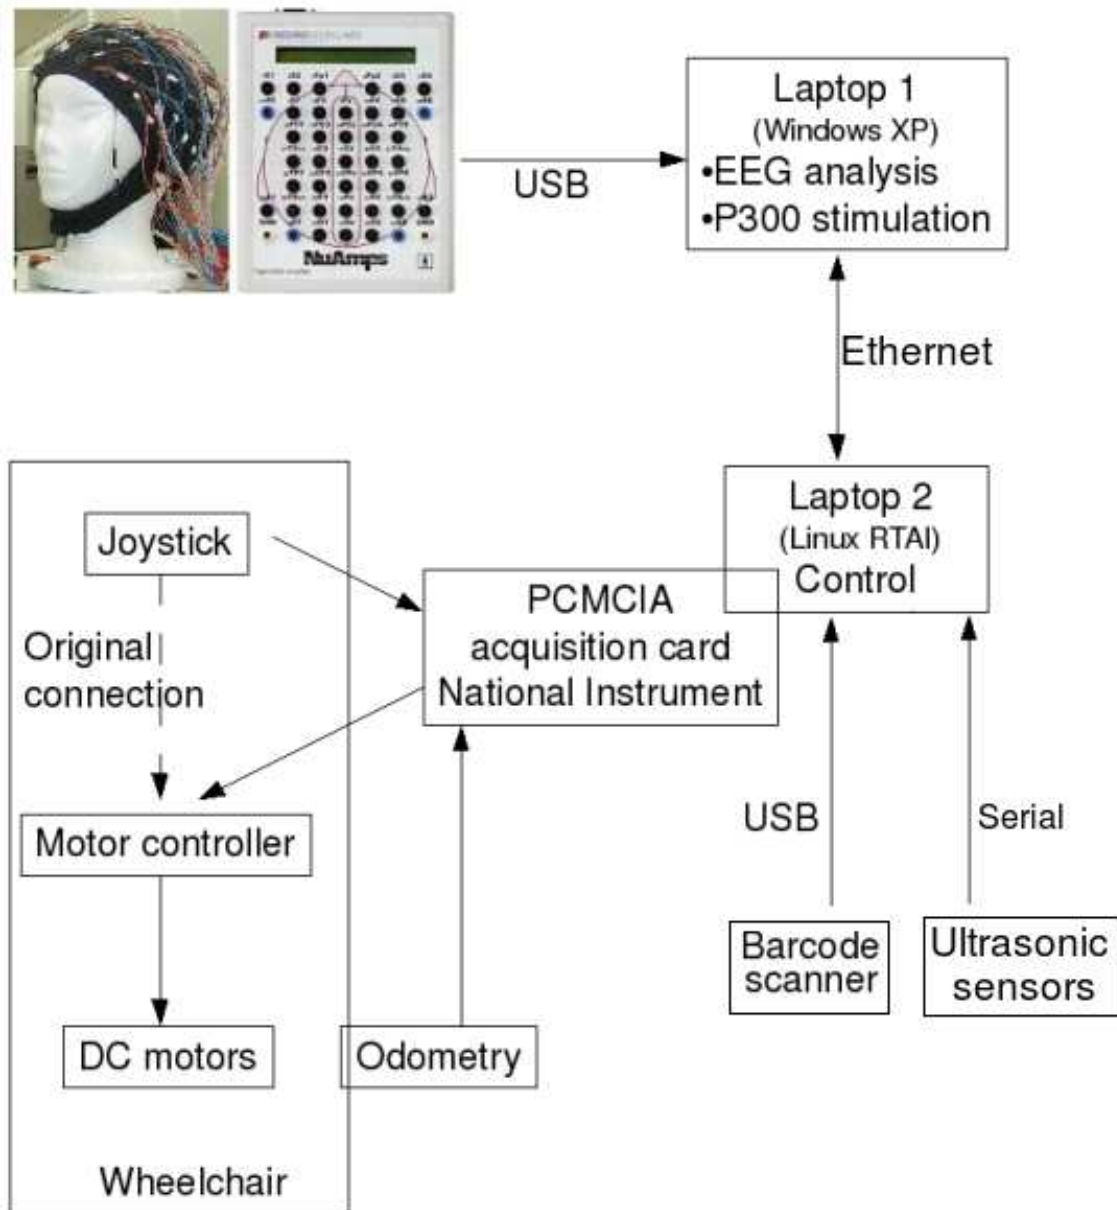 NuAmps
USB
Laptop 1
(Windows XP)
•EEG analysis
•P300 stimulation
Ethernet
Laptop 2
(Linux RTAI)
Control
Joystick
PCMCIA
acquisition card
National Instrument
Original
connection
Motor controller
USB
Serial
Barcode
scanner
Ultrasonic
sensors
DC motors
Odometry
Wheelchair